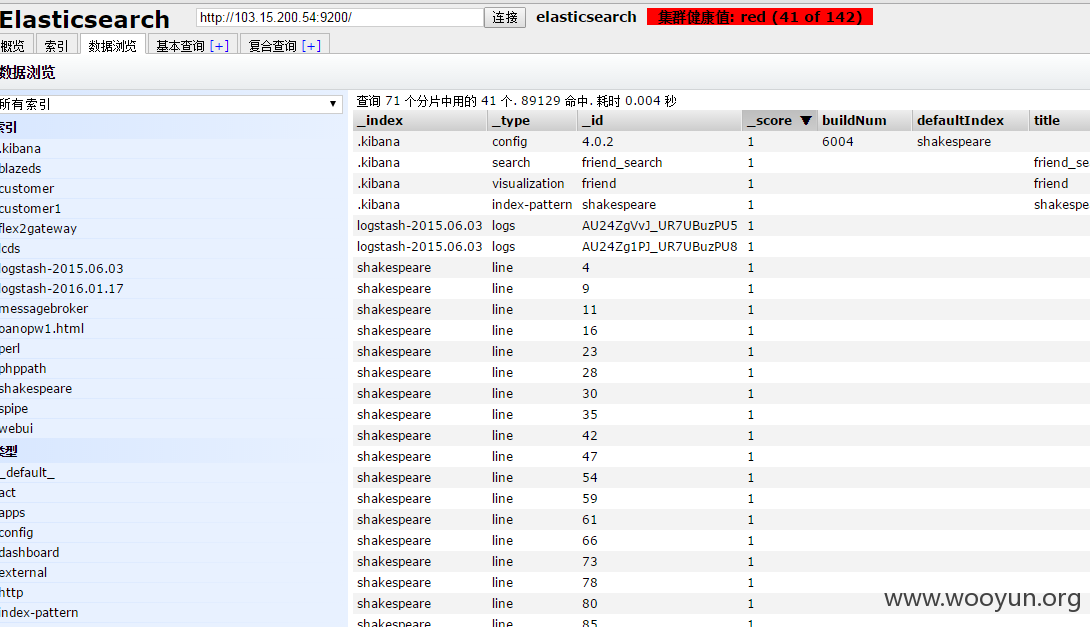 Elasticsearch http://103.15.200.54:9200/ 连接 elasticsearch 集群健康值: red (41 of 142)
概览 索引 数据浏览 基本查询 [+] 复合查询 [+]
数据浏览
所有索引 ▼
索引
.kibana
blazeds
customer
customer1
flex2gateway
lcds
logstash-2015.06.03
logstash-2016.01.17
messagebroker
oanopw1.html
perl
phppath
shakespeare
spipe
webui
类型
_default_
act
apps
config
dashboard
external
http
index-pattern
查询 71 个分片中用的 41 个. 89129 命中. 耗时 0.004 秒
_index _type _id _score ▼ buildNum defaultIndex title
.kibana config 4.0.2 1 6004 shakespeare
.kibana search friend_search 1 friend_se
.kibana visualization friend 1 friend
.kibana index-pattern shakespeare 1 shakespe
logstash-2015.06.03 logs AU24ZgVvJ_UR7UBuzPU5 1
logstash-2015.06.03 logs AU24Zg1PJ_UR7UBuzPU8 1
shakespeare line 4 1
shakespeare line 9 1
shakespeare line 11 1
shakespeare line 16 1
shakespeare line 23 1
shakespeare line 28 1
shakespeare line 30 1
shakespeare line 35 1
shakespeare line 42 1
shakespeare line 47 1
shakespeare line 54 1
shakespeare line 59 1
shakespeare line 61 1
shakespeare line 66 1
shakespeare line 73 1
shakespeare line 78 1
shakespeare line 80 1
shakespeare line 85 1
www.wooyun.org